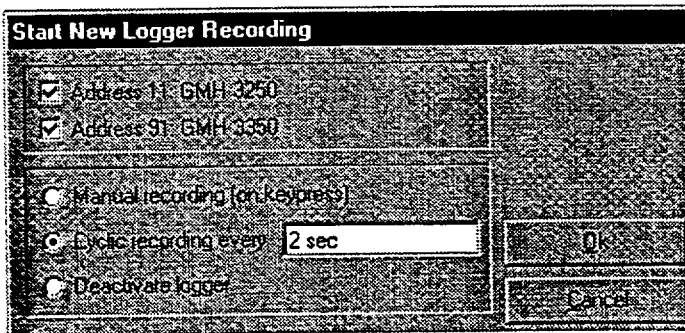 Start New Logger Recording
Address 11: GMH 3250
Address 91: GMH 3350
Manual recording (on Keypress)
Cyclic recording every 2 sec
Deactivate logger
Ok
Cancel